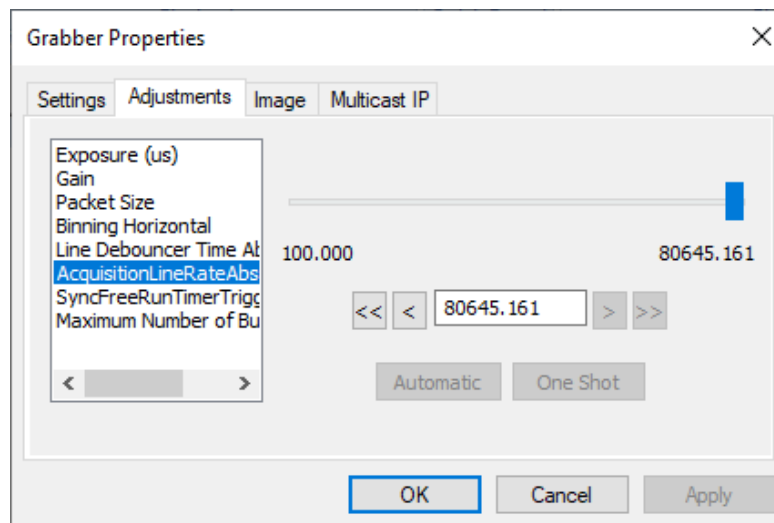 Grabber Properties
Settings Adjustments Image Multicast IP
Exposure (us)
Gain
Packet Size
Binning Horizontal
Line Debouncer Time Ab
AcquisitionLineRateAbs
SyncFreeRunTimerTrigg
Maximum Number of Bu
100.000 80645.161
<< < 80645.161 > >>
Automatic One Shot
OK Cancel Apply